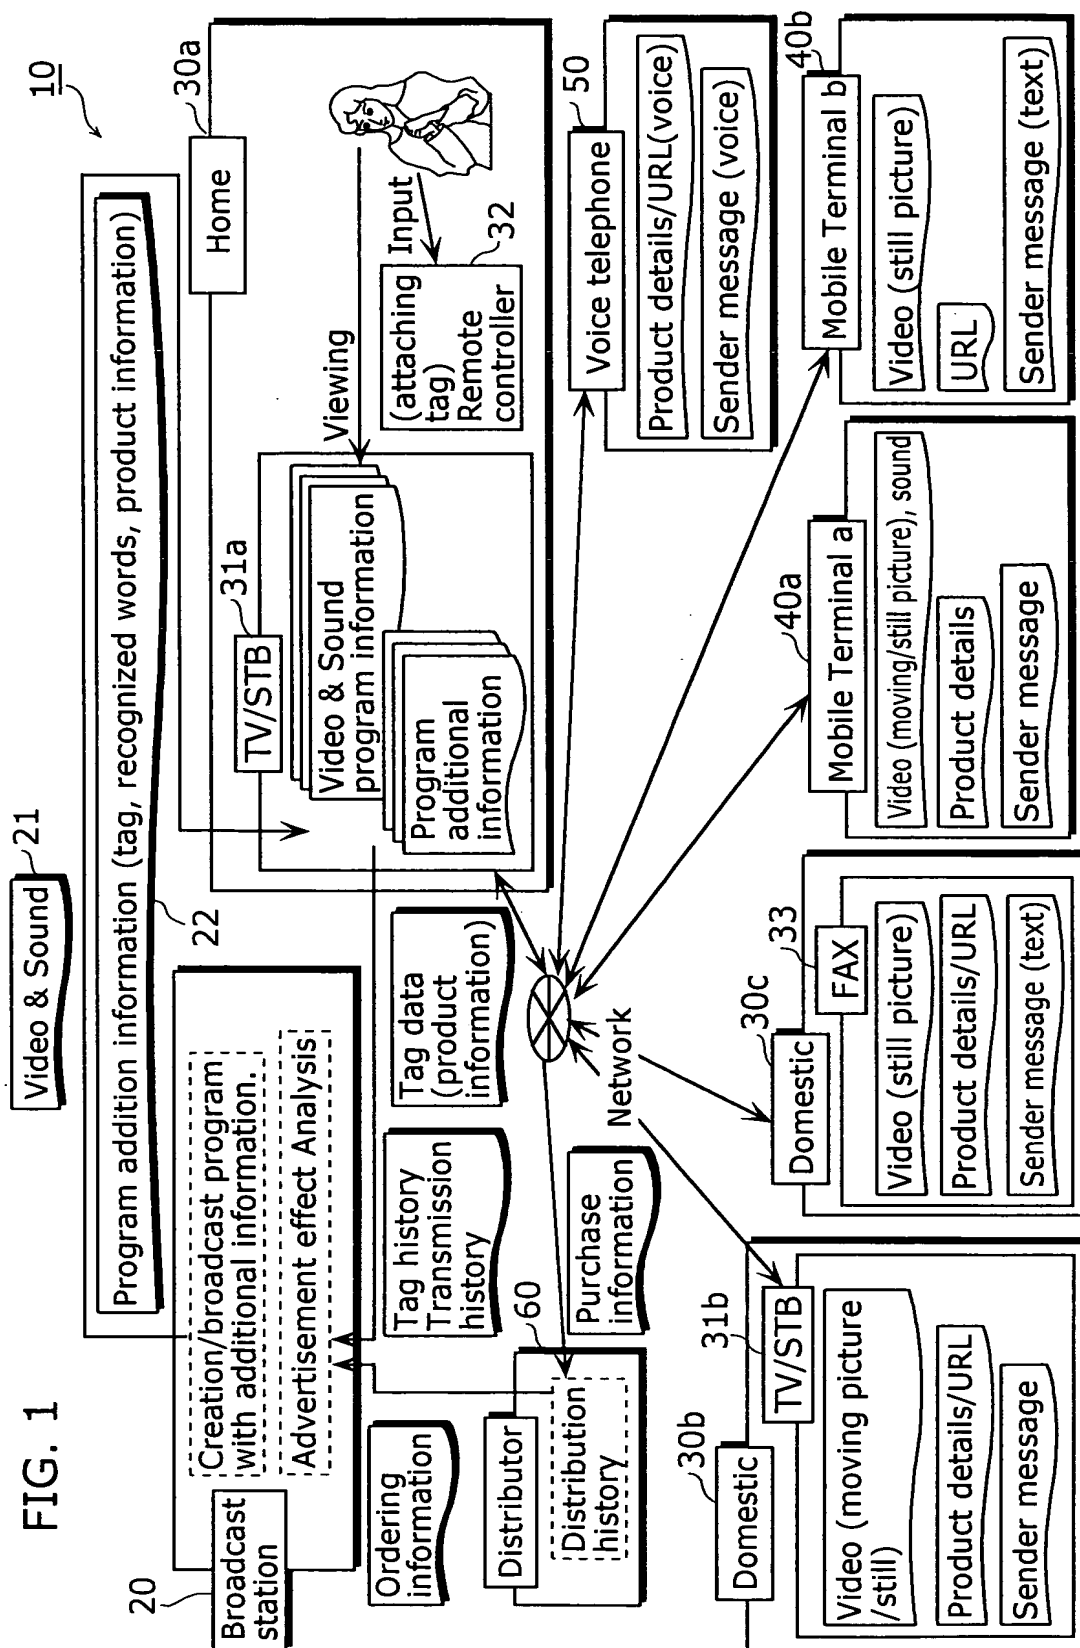 FIG. 1
10
Video & Sound
21
Program addition information (tag, recognized words, product information)
22
20
Broadcast
station
Creation/broadcast program
with additional information.
Advertisement effect Analysis
30a
Home
31a
TV/STB
Video & Sound
program information
Program
additional
information
Viewing
Input
(attaching
tag)
Remote
controller
32
Ordering
information
Tag history
Transmission
history
Tag data
(product
information)
Distributor
60
Distribution
history
Purchase
information
Network
50
Voice telephone
Product details/URL(voice)
Sender message (voice)
30b
Domestic
31b
TV/STB
Video (moving picture
/still)
Product details/URL
Sender message
30c
Domestic
33
FAX
Video (still picture)
Product details/URL
Sender message (text)
40a
Mobile Terminal a
Video (moving/still picture), sound
Product details
Sender message
40b
Mobile Terminal b
Video (still picture)
URL
Sender message (text)